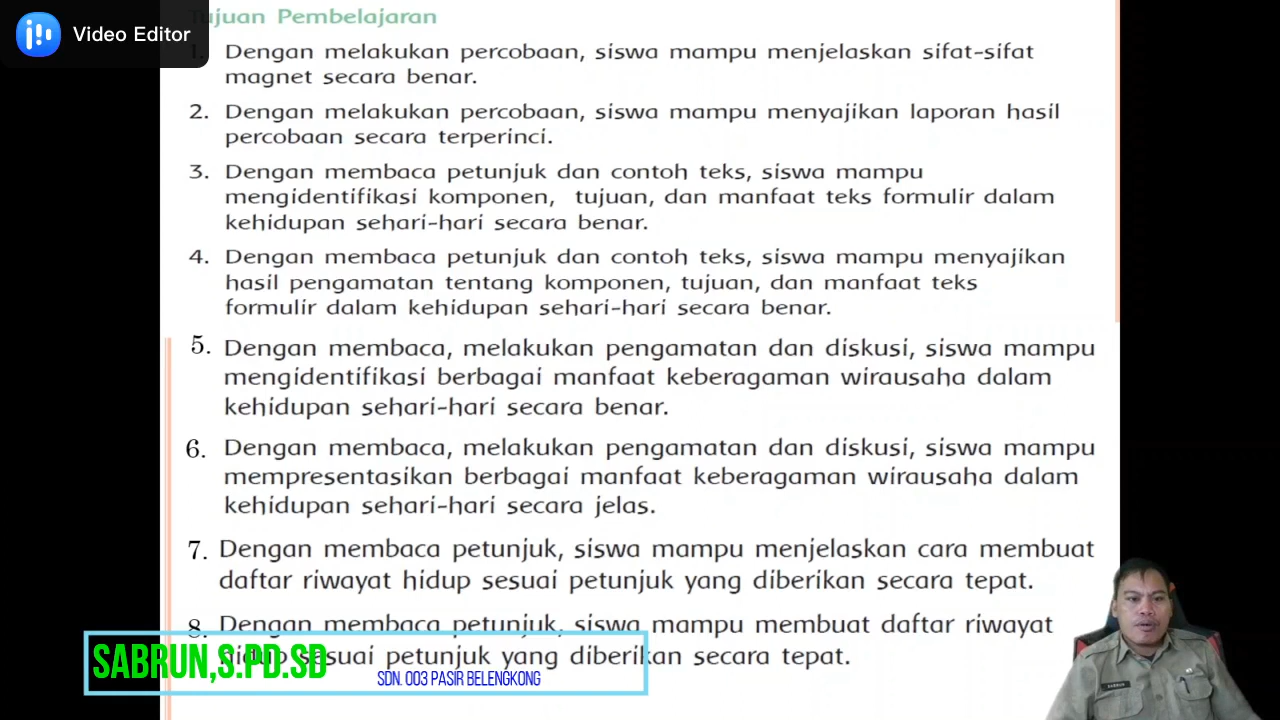 Video Editor
Tujuan Pembelajaran
1. Dengan melakukan percobaan, siswa mampu menjelaskan sifat-sifat
magnet secara benar.
2. Dengan melakukan percobaan, siswa mampu menyajikan laporan hasil
percobaan secara terperinci.
3. Dengan membaca petunjuk dan contoh teks, siswa mampu
mengidentifikasi komponen, tujuan, dan manfaat teks formulir dalam
kehidupan sehari-hari secara benar.
4. Dengan membaca petunjuk dan contoh teks, siswa mampu menyajikan
hasil pengamatan tentang komponen, tujuan, dan manfaat teks
formulir dalam kehidupan sehari-hari secara benar.
5. Dengan membaca, melakukan pengamatan dan diskusi, siswa mampu
mengidentifikasi berbagai manfaat keberagaman wirausaha dalam
kehidupan sehari-hari secara benar.
6. Dengan membaca, melakukan pengamatan dan diskusi, siswa mampu
mempresentasikan berbagai manfaat keberagaman wirausaha dalam
kehidupan sehari-hari secara jelas.
7. Dengan membaca petunjuk, siswa mampu menjelaskan cara membuat
daftar riwayat hidup sesuai petunjuk yang diberikan secara tepat.
8. Dengan membaca petunjuk, siswa mampu membuat daftar riwayat
hidup sesuai petunjuk yang diberikan secara tepat.
SABRUN,S.PD.SD
SDN. 003 PASIR BELENGKONG
SABRUN